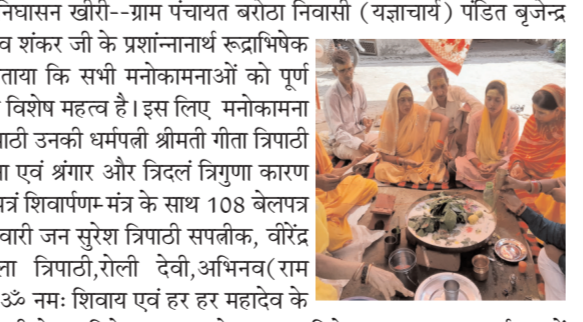 निघासन खीरी--ग्राम पंचायत बरोठा निवासी (यज्ञाचार्य) पंडित बृजेन्द्र
व शंकर जी के प्रशांन्नानार्थ रूद्राभिषेक
ताया कि सभी मनोकामनाओं को पूर्ण
विशेष महत्व है। इस लिए मनोकामना
पाठी उनकी धर्मपत्नी श्रीमती गीता त्रिपाठी
ा एवं श्रंगार और त्रिदलं त्रिगुणा कारण
त्रं शिवार्पणम्‍ मंत्र के साथ 108 बेलपत्र
वारी जन सुरेश त्रिपाठी सपत्नीक, वीरेंद्र
ला त्रिपाठी,रोली देवी,अभिनव(राम
ॐ नमः शिवाय एवं हर हर महादेव के